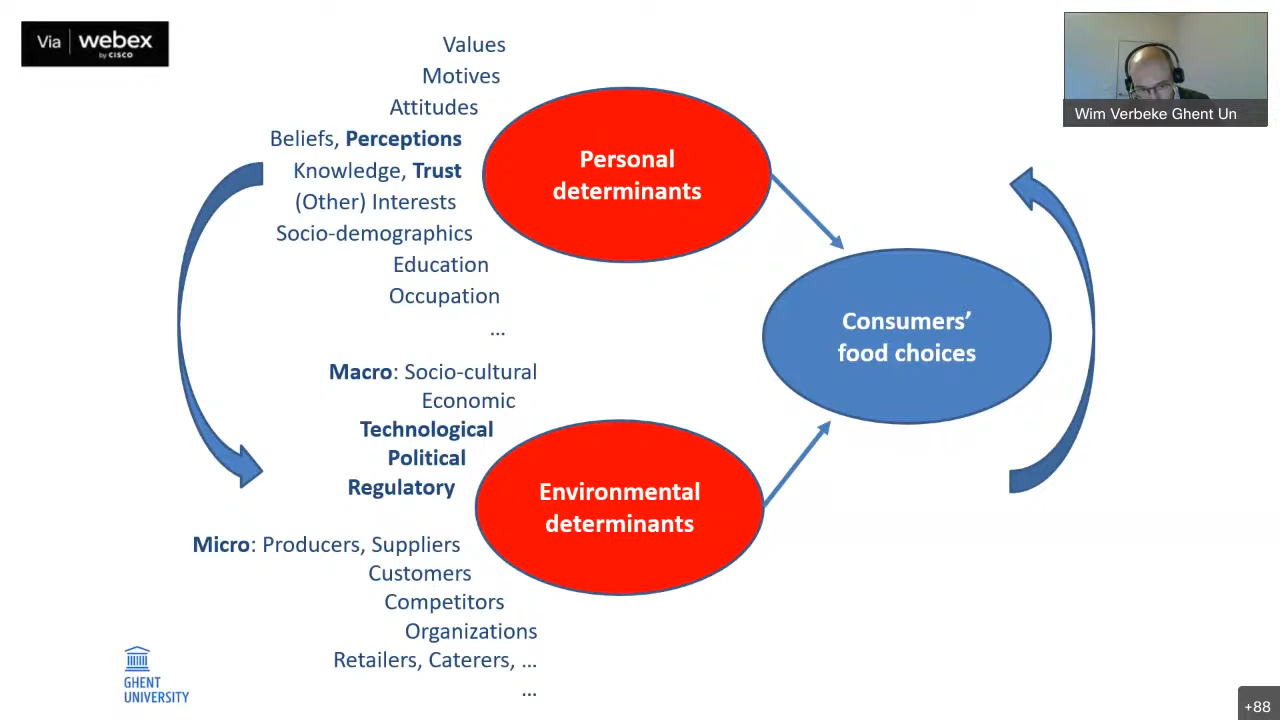 Via webex
by CISCO
Values
Motives
Attitudes
Beliefs, Perceptions
Knowledge, Trust
(Other) Interests
Socio-demographics
Education
Occupation
...
Personal
determinants
Macro: Socio-cultural
Economic
Technological
Political
Regulatory
Micro: Producers, Suppliers
Customers
Competitors
Organizations
Retailers, Caterers, ...
...
Environmental
determinants
Consumers’
food choices
Wim Verbeke Ghent Un
GHENT
UNIVERSITY
+88